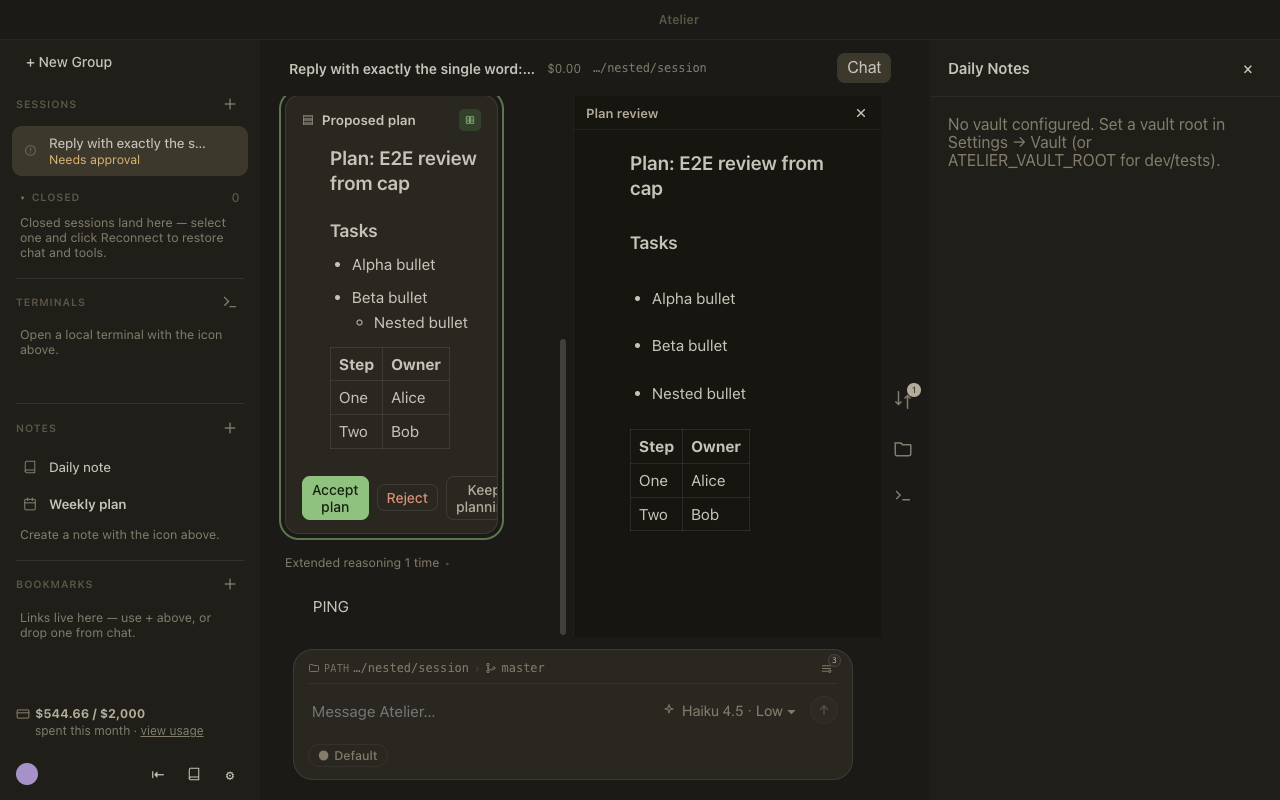 Atelier
+ New Group
SESSIONS
Reply with exactly the s...
Needs approval
CLOSED 0
Closed sessions land here — select
one and click Reconnect to restore
chat and tools.
TERMINALS
Open a local terminal with the icon
above.
NOTES
Daily note
Weekly plan
Create a note with the icon above.
BOOKMARKS
Links live here — use + above, or
drop one from chat.
$544.66 / $2,000
spent this month · view usage
Reply with exactly the single word:... $0.00 …/nested/session
Chat
Proposed plan
Plan: E2E review
from cap
Tasks
• Alpha bullet
• Beta bullet
◦ Nested bullet
Step Owner
One Alice
Two Bob
Accept
plan
Reject
Keep
planni
Extended reasoning 1 time
PING
Plan review
Plan: E2E review from
cap
Tasks
• Alpha bullet
• Beta bullet
• Nested bullet
Step Owner
One Alice
Two Bob
1
PATH …/nested/session › master
3
Message Atelier...
Haiku 4.5 · Low
Default
Daily Notes
No vault configured. Set a vault root in
Settings → Vault (or
ATELIER_VAULT_ROOT for dev/tests).